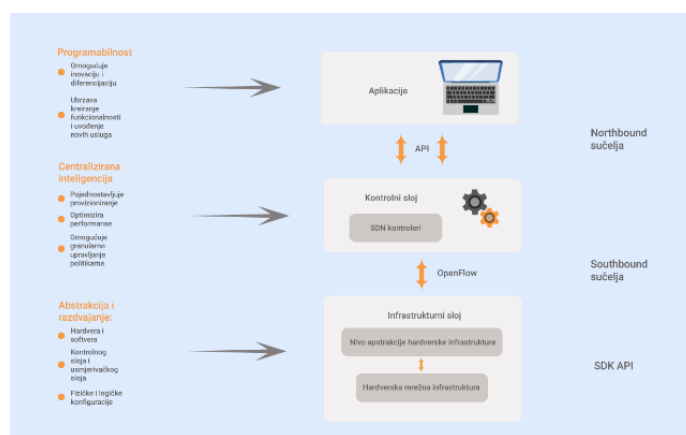 Programabilnost
Omogućuje
inovaciju i
diferencijaciju
Ubrzava
kreiranje
funkcionalnosti
i uvođenje
novih usluga
Aplikacije
API
Northbound
sučelja
Centralizirana
inteligencija
Pojednostavljuje
provizioniranje
Optimizira
performanse
Omogućuje
granularno
upravljanje
politikama
Kontrolni sloj
SDN kontroleri
OpenFlow
Southbound
sučelja
Abstrakcija i
razdvajanje:
Hardvera i
softvera
Kontrolnog
sloja i
usmjerivačkog
sloja
Fizičke i logičke
konfiguracije
Infrastrukturni sloj
Nivo apstrakcije hardverske infrastrukture
Hardverska mrežna infrastruktura
SDK API